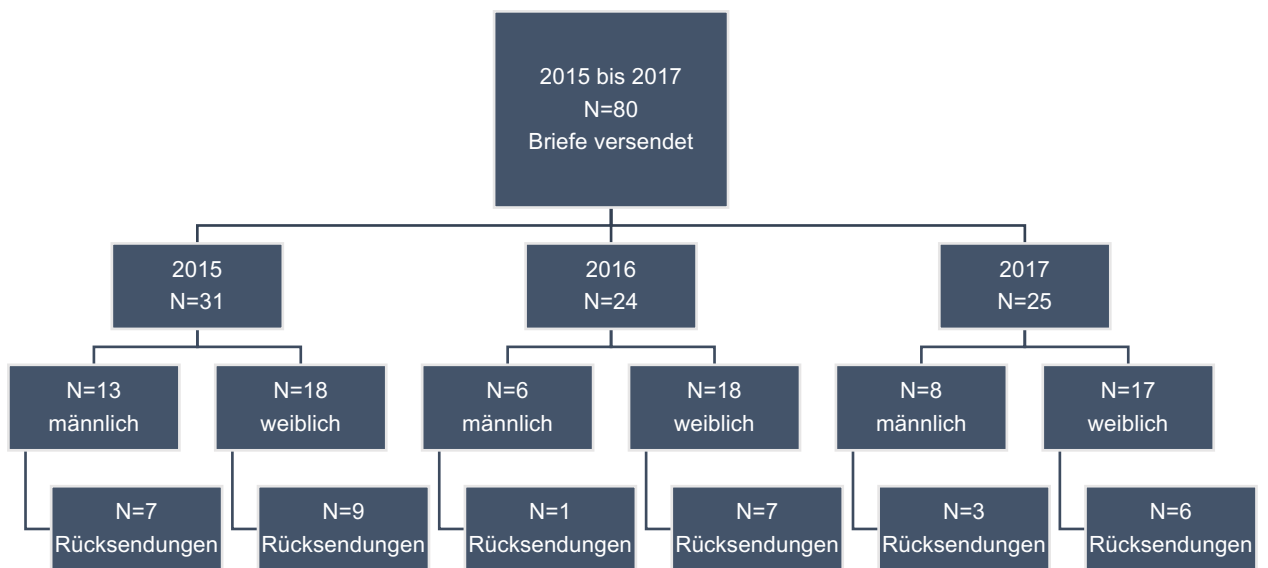 2015 bis 2017
N=80
Briefe versendet
2015
N=31
2016
N=24
2017
N=25
N=13
männlich
N=18
weiblich
N=6
männlich
N=18
weiblich
N=8
männlich
N=17
weiblich
N=7
Rücksendungen
N=9
Rücksendungen
N=1
Rücksendungen
N=7
Rücksendungen
N=3
Rücksendungen
N=6
Rücksendungen